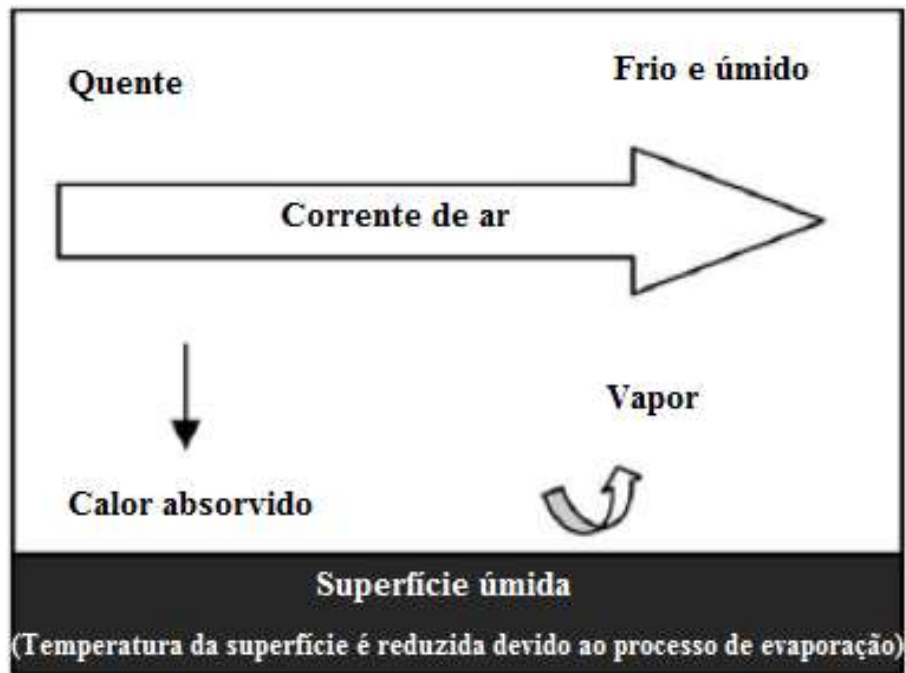 Quente
Frio e úmido
Corrente de ar
Vapor
Calor absorvido
Superfície úmida
(Temperatura da superfície é reduzida devido ao processo de evaporação)